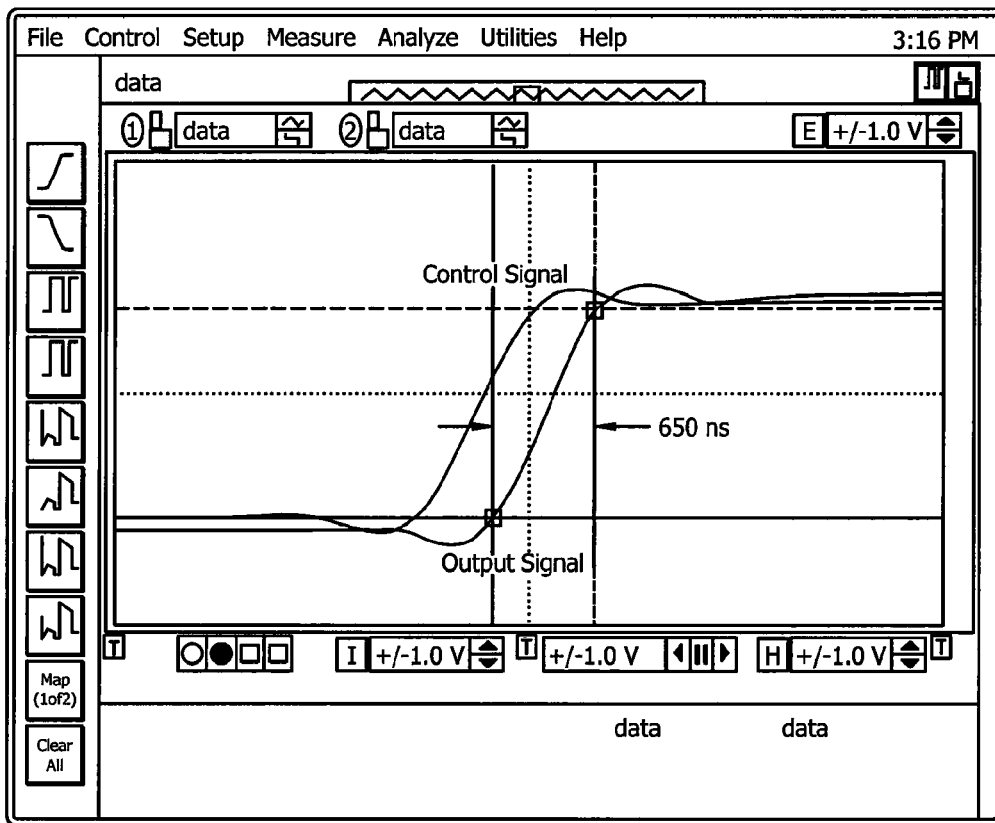 File Control Setup Measure Analyze Utilities Help 3:16 PM
data
1 data 2 data E +/-1.0 V
Control Signal
650 ns
Output Signal
T I +/-1.0 V T +/-1.0 V H +/-1.0 V T
Map
(1of2)
data data
Clear
All